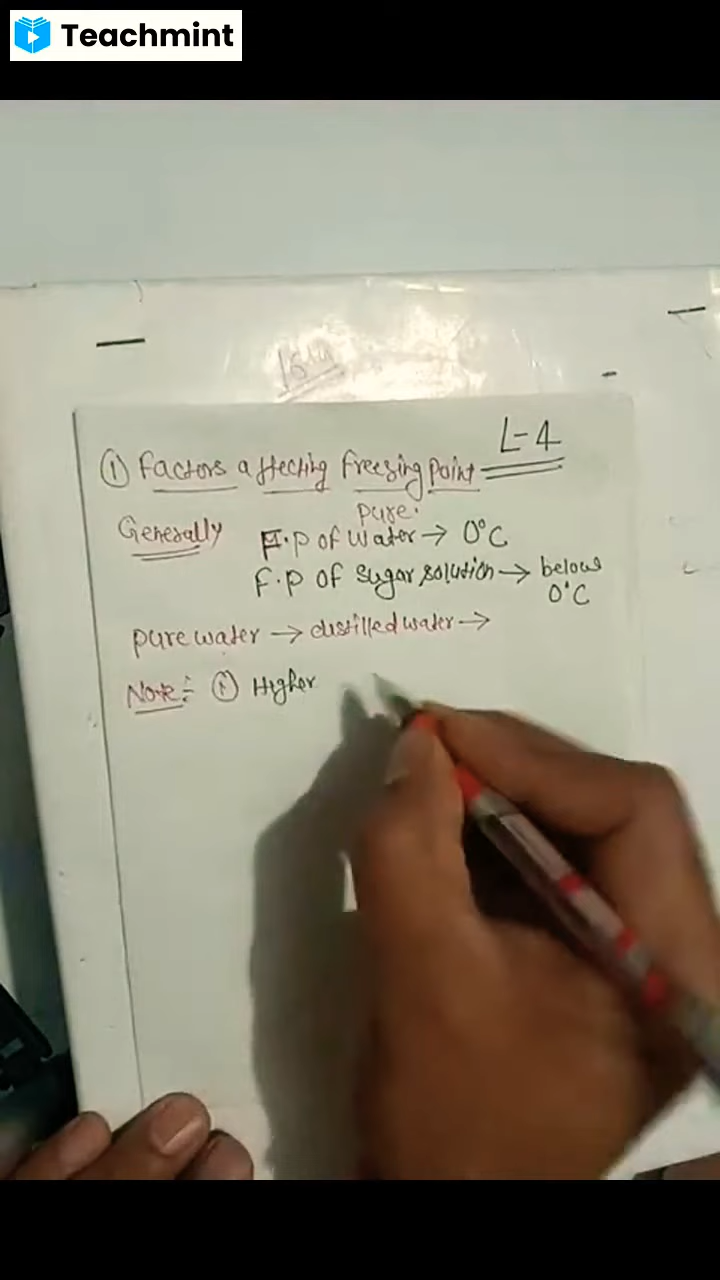 Teachmint
16th
L-4
① Factors affecting freezing point
pure.
Generally F.P of water → 0°C
F.P of sugar solution → below 0°C
pure water → distilled water →
Note:- ① Higher